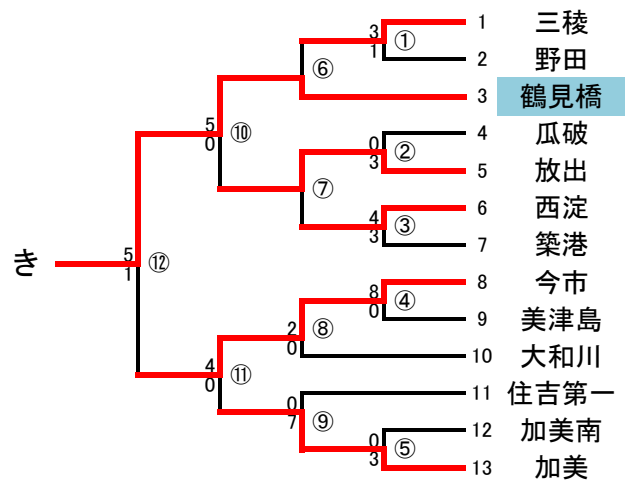 3 ① 1 三稜
1 2 野田
⑥
3 鶴見橋
5 ⑩ 4 瓜破
0 0 ②
3 5 放出
⑦
4 6 西淀
3 ③ 7 築港
き 5 ⑫
1
8 8 今市
0 ④ 9 美津島
2 ⑧
0 10 大和川
4 ⑪
0 11 住吉第一
0 ⑨
7 12 加美南
0 ⑤
3 13 加美